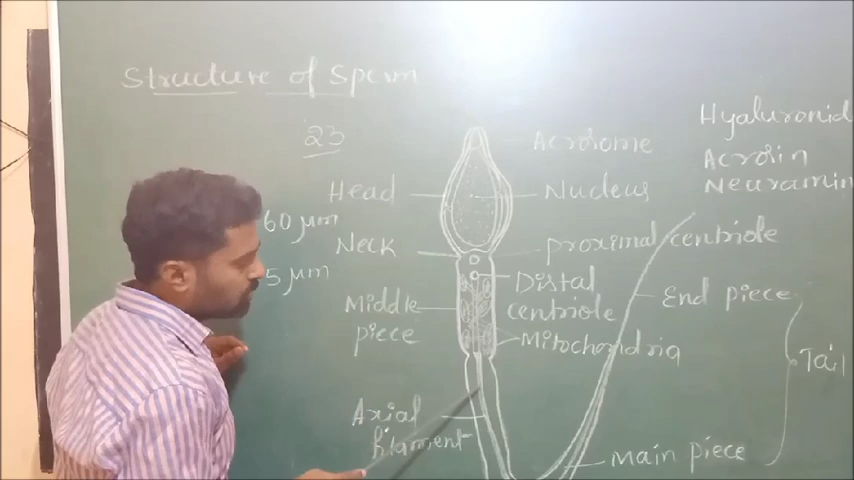 Structure of Sperm
23
Hyaluronid
Acrosome
Acrosin
Head
Nucleus
Neuramin
60 μm
Neck
proximal centriole
5 μm
Distal
centriole
End piece
Middle
piece
Mitochondria
Tail
Axial
filament
main piece